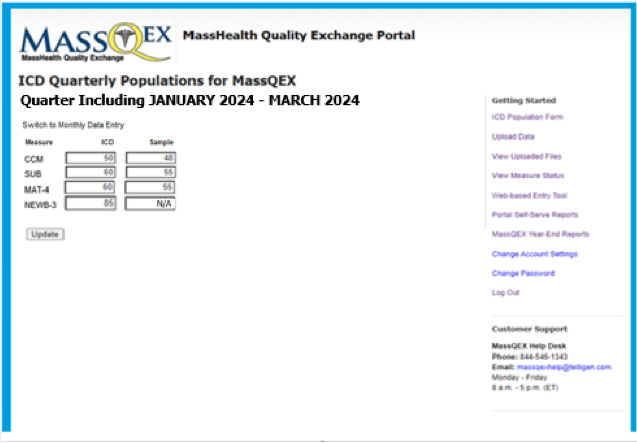 MASSQEX
MassHealth Quality Exchange
MassHealth Quality Exchange Portal
ICD Quarterly Populations for MassQEX
Quarter Including JANUARY 2024 - MARCH 2024
Switch to Monthly Data Entry
Measure ICD Sample
CCM 50 48
SUB 60 55
MAT-4 60 55
NEWB-3 85 N/A
Update
Getting Started
ICD Population Form
Upload Data
View Uploaded Files
View Measure Status
Web-based Entry Tool
Portal Self-Serve Reports
MassQEX Year-End Reports
Change Account Settings
Change Password
Log Out
Customer Support
MassQEX Help Desk
Phone: 844-546-1343
Email: massqexhelp@telligen.com
Monday - Friday
8 a.m. - 5 p.m. (ET)